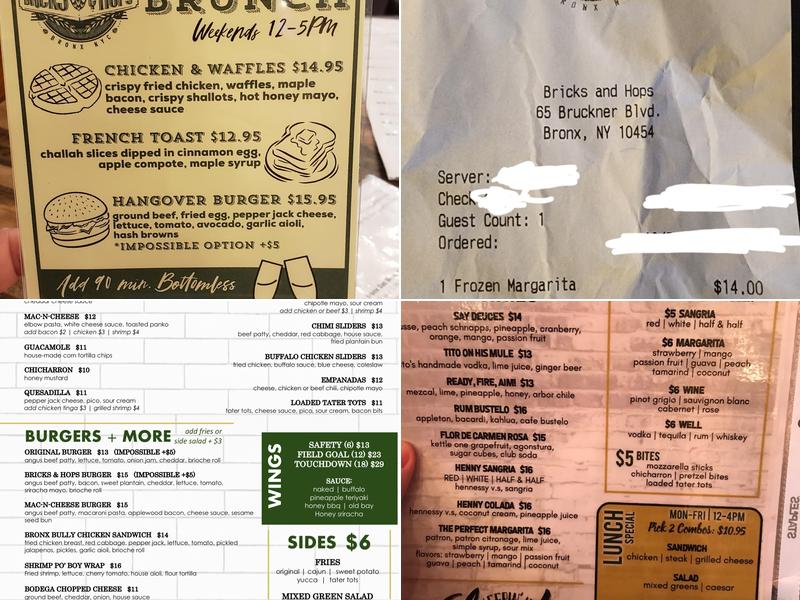 BRICKS HOPS
BRONX NYC
BRUNCH
Weekends 12-5PM
CHICKEN & WAFFLES $14.95
crispy fried chicken, waffles, maple
bacon, crispy shallots, hot honey mayo,
cheese sauce
FRENCH TOAST $12.95
challah slices dipped in cinnamon egg,
apple compote, maple syrup
HANGOVER BURGER $15.95
ground beef, fried egg, pepper jack cheese,
lettuce, tomato, avocado, garlic aioli,
hash browns
*IMPOSSIBLE OPTION +$5
Add 90 min. Bottomless
BRONX N
Bricks and Hops
65 Bruckner Blvd.
Bronx, NY 10454
Server:
Check
Guest Count: 1
Ordered:
1 Frozen Margarita $14.00
cheddar cheese sauce
MAC-N-CHEESE $12
elbow pasta, white cheese sauce, toasted panko
add bacon $2 | chicken $3 | shrimp $4
GUACAMOLE $11
house-made corn tortilla chips
CHICHARRON $10
honey mustard
QUESADILLA $11
pepper jack cheese, pico, sour cream
add chicken tinga $3 | grilled shrimp $4
chipotle mayo, sour cream
add chicken or beef $3 | shrimp $4
CHIMI SLIDERS $13
beef patty, cheddar, red cabbage, house sauce,
fried plantain bun
BUFFALO CHICKEN SLIDERS $13
fried chicken, buffalo sauce, blue cheese, coleslaw
EMPANADAS $12
cheese, chicken or beef chili, chipotle mayo
LOADED TATER TOTS $11
tater tots, cheese sauce, pico, sour cream, bacon bits
BURGERS + MORE add fries or
side salad + $3
ORIGINAL BURGER $13 (IMPOSSIBLE +$5)
angus beef patty, lettuce, tomato, onion jam, cheddar, brioche roll
BRICKS & HOPS BURGER $15 (IMPOSSIBLE +$5)
angus beef patty, bacon, sweet plantain, cheddar, lettuce, tomato,
sriracha mayo, brioche roll
MAC-N-CHEESE BURGER $15
angus beef patty, macaroni pasta, applewood bacon, cheese sauce, sesame
seed bun
BRONX BULLY CHICKEN SANDWICH $14
fried chicken breast, red cabbage, pepper jack, lettuce, tomato, pickled
jalapenos, pickles, garlic aioli, brioche roll
SHRIMP PO' BOY WRAP $16
Fried shrimp, lettuce, cherry tomato, house aioli, flour tortilla
BODEGA CHOPPED CHEESE $11
ground beef, cheddar, onion, house sauce
WINGS
SAFETY (6) $13
FIELD GOAL (12) $23
TOUCHDOWN (18) $29
SAUCE:
naked | buffalo
pineapple teriyaki
honey bbq | old bay
Honey sriracha
SIDES $6
FRIES
original | cajun | sweet potato
yucca | tater tots
MIXED GREEN SALAD
SAY DEUCES $14
peach schnapps, pineapple, cranberry,
orange, mango, passion fruit
TITO ON HIS MULE $13
to's handmade vodka, lime juice, ginger beer
READY, FIRE, AIM! $13
mezcal, lime, pineapple, honey, arbor chile
RUM BUSTELO $16
appleton, bacardi, kahlua, cafe bustelo
FLOR DE CARMEN ROSA $15
kettle one grapefruit, agonstura,
sugar cubes, club soda
HENNY SANGRIA $16
RED | WHITE | HALF & HALF
hennessy v.s, sangria
HENNY COLADA $16
hennessy v.s, coconut cream, pineapple juice
THE PERFECT MARGARITA $16
patron, patron citronage, lime juice,
simple syrup, sour mix
flavors: strawberry | mango | passion fruit
guava | peach | tamarind | coconut
$5 SANGRIA
red | white | half & half
$6 MARGARITA
strawberry | mango
passion fruit | guava | peach
tamarind | coconut
$6 WINE
pinot grigio | sauvignon blanc
cabernet | rose
$6 WELL
vodka | tequila | rum | whiskey
$5 BITES
mozzarella sticks
chicharron | pretzel bites
loaded tater tots
LUNCH
SPECIAL
MON-FRI | 12-4PM
Pick 2 Combos: $10.95
SANDWICH
chicken | steak | grilled cheese
SALAD
mixed greens | caesar